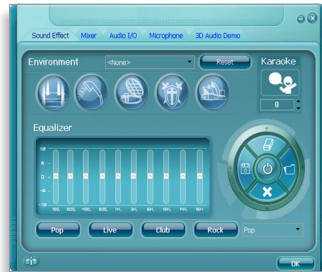 Sound Effect Mixer Audio I/O Microphone 3D Audio Demo
Environment <None> Reset Karaoke
0
Equalizer
Pop Live Club Rock Pop
OK